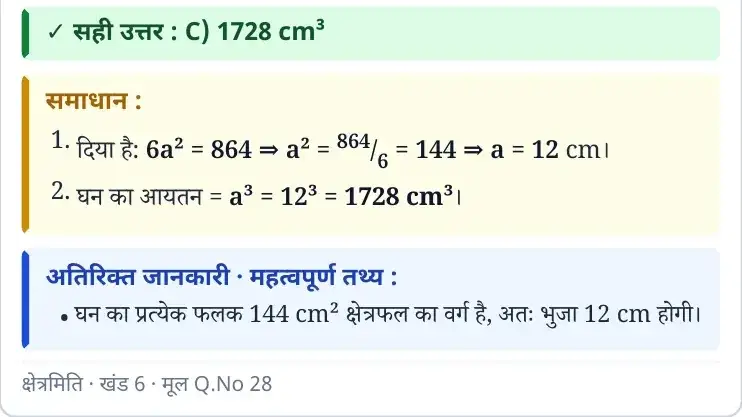 ✓ सही उत्तर : C) 1728 cm³
समाधान :
1. दिया है: 6a² = 864 ⇒ a² = ⁸⁶⁴/₆ = 144 ⇒ a = 12 cm।
2. घन का आयतन = a³ = 12³ = 1728 cm³।
अतिरिक्त जानकारी · महत्वपूर्ण तथ्य :
• घन का प्रत्येक फलक 144 cm² क्षेत्रफल का वर्ग है, अतः भुजा 12 cm होगी।
क्षेत्रमिति · खंड 6 · मूल Q.No 28